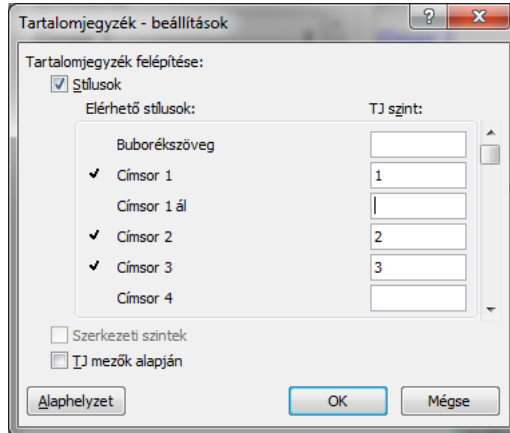 Tartalomjegyzék - beállítások
Tartalomjegyzék felépítése:
Stílusok
Elérhető stílusok: TJ szint:
Buborékszöveg
Címsor 1 1
Címsor 1 ál
Címsor 2 2
Címsor 3 3
Címsor 4
Szerkezeti szintek
TJ mezők alapján
Alaphelyzet OK Mégse